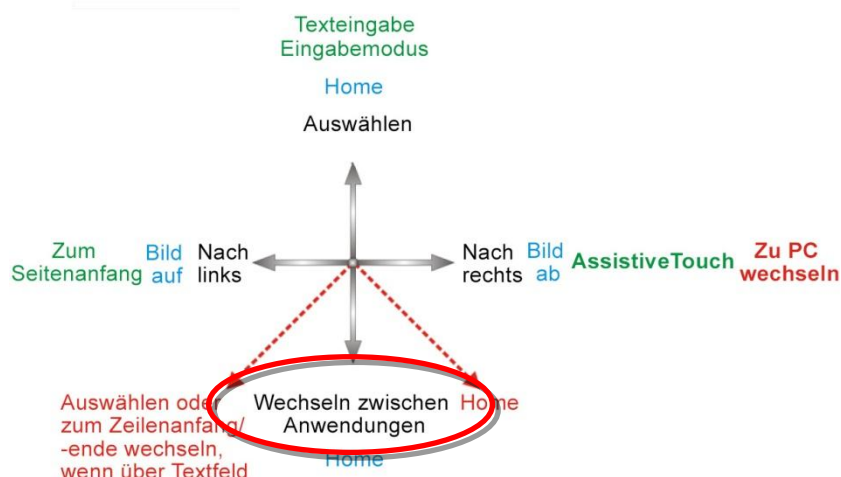 Texteingabe
Eingabemodus
Home
Auswählen
Zum
Seitenanfang
Bild
auf
Nach
links
Nach
rechts
Bild
ab
AssistiveTouch
Zu PC
wechseln
Auswählen oder
zum Zeilenanfang/
-ende wechseln,
wenn über Textfeld
Wechseln zwischen
Anwendungen
Home
Home